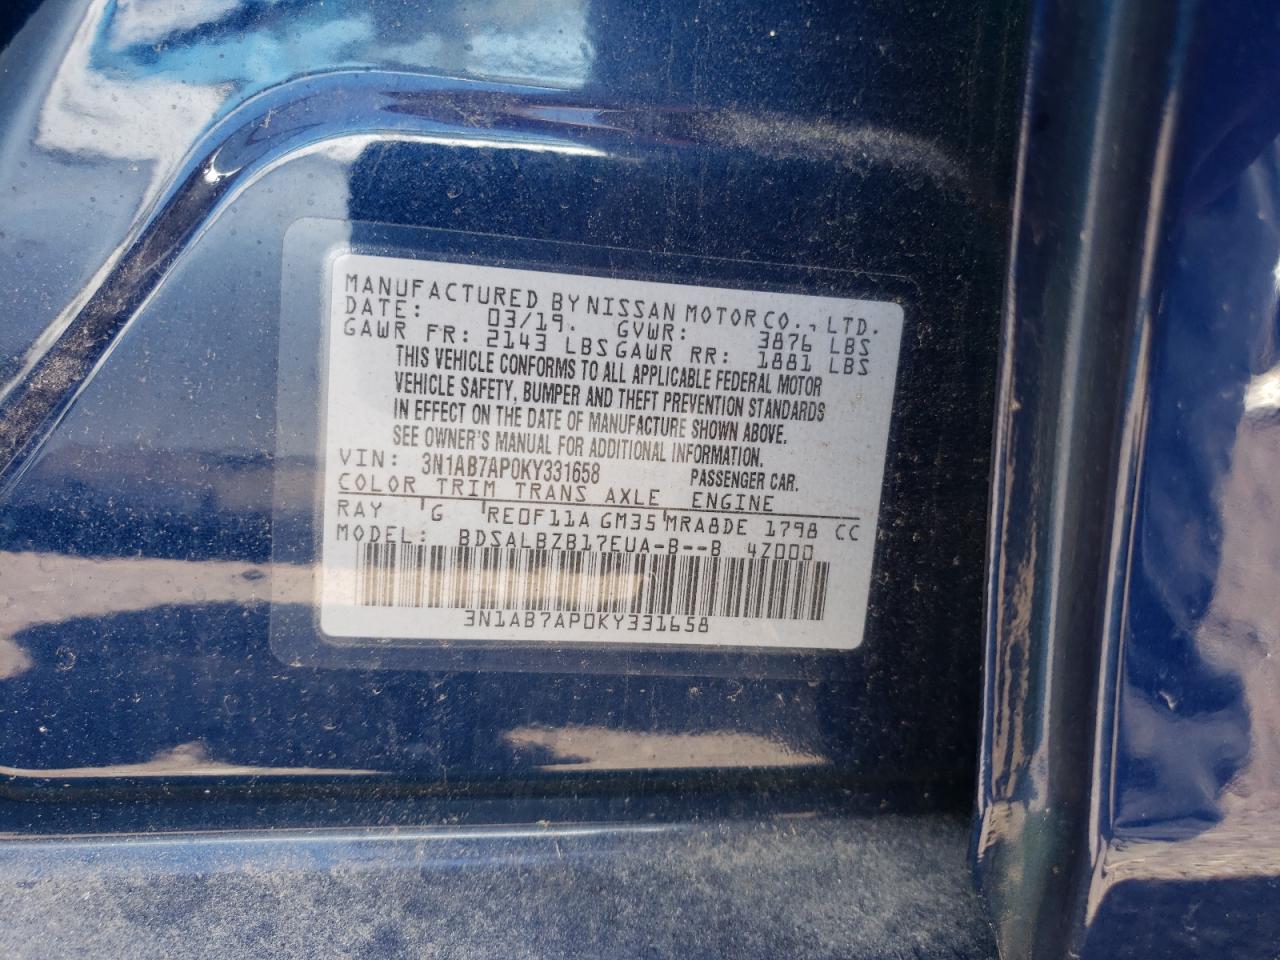 MANUFACTURED BY NISSAN MOTOR CO., LTD.
DATE: 03/19. GVWR: 3876 LBS
GAWR FR: 2143 LBS GAWR RR: 1881 LBS
THIS VEHICLE CONFORMS TO ALL APPLICABLE FEDERAL MOTOR
VEHICLE SAFETY, BUMPER AND THEFT PREVENTION STANDARDS
IN EFFECT ON THE DATE OF MANUFACTURE SHOWN ABOVE.
SEE OWNER'S MANUAL FOR ADDITIONAL INFORMATION.
VIN: 3N1AB7AP0KY331658 PASSENGER CAR.
COLOR TRIM TRANS AXLE ENGINE
RAY G RE0F11A GM35 MRA8DE 1798 CC
MODEL: BDSALBZB17EUA-B--B 47000
3N1AB7AP0KY331658